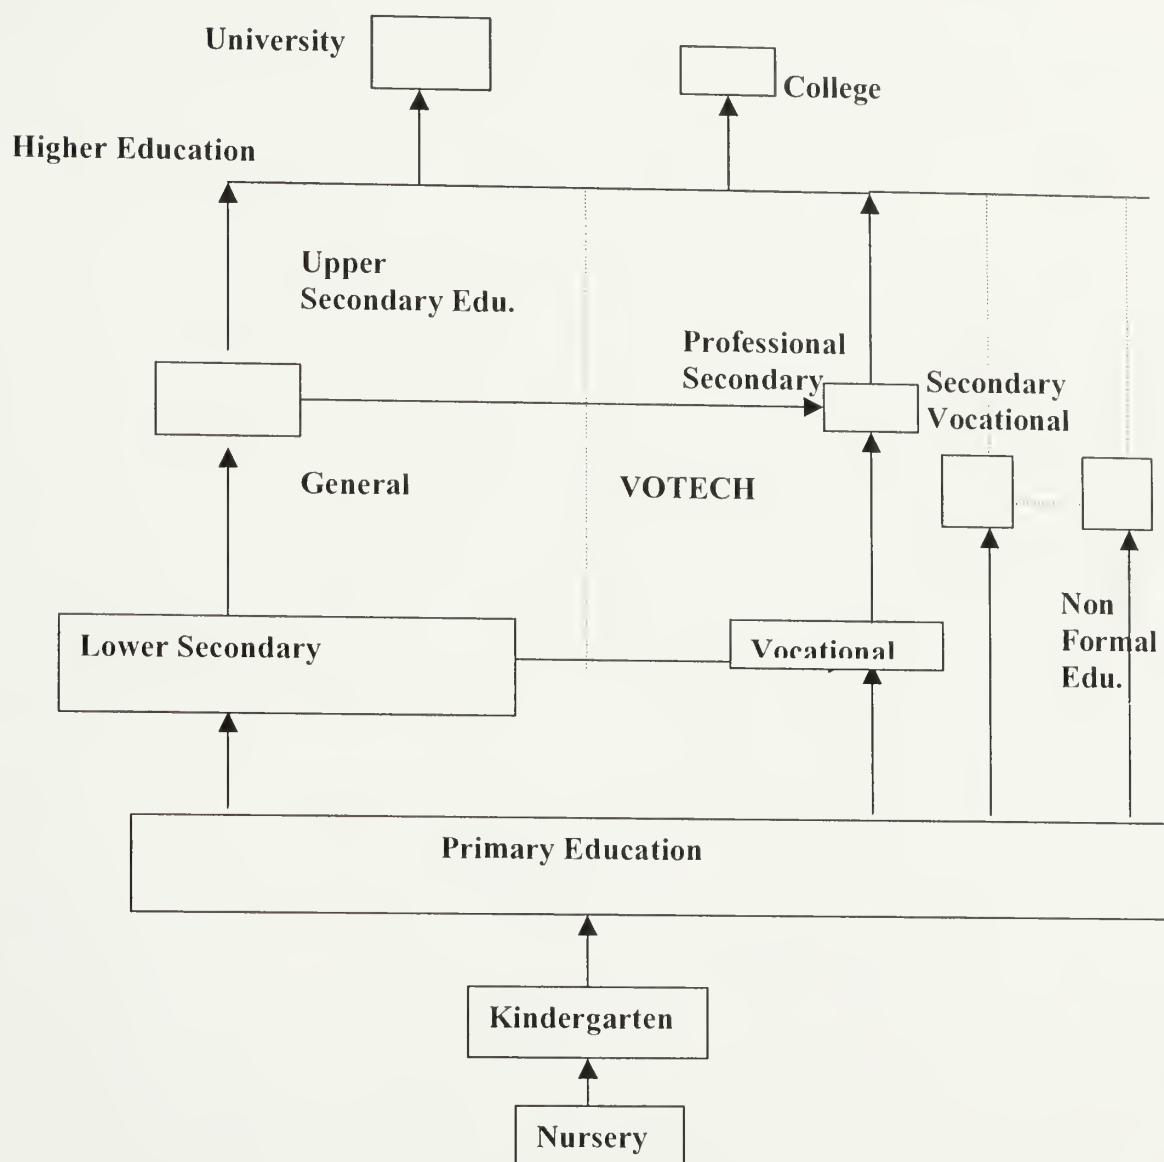 University
College
Higher Education
Upper
Secondary Edu.
Professional
Secondary
Secondary
Vocational
General
VOTECH
Non
Formal
Edu.
Lower Secondary
Vocational
Primary Education
Kindergarten
Nursery